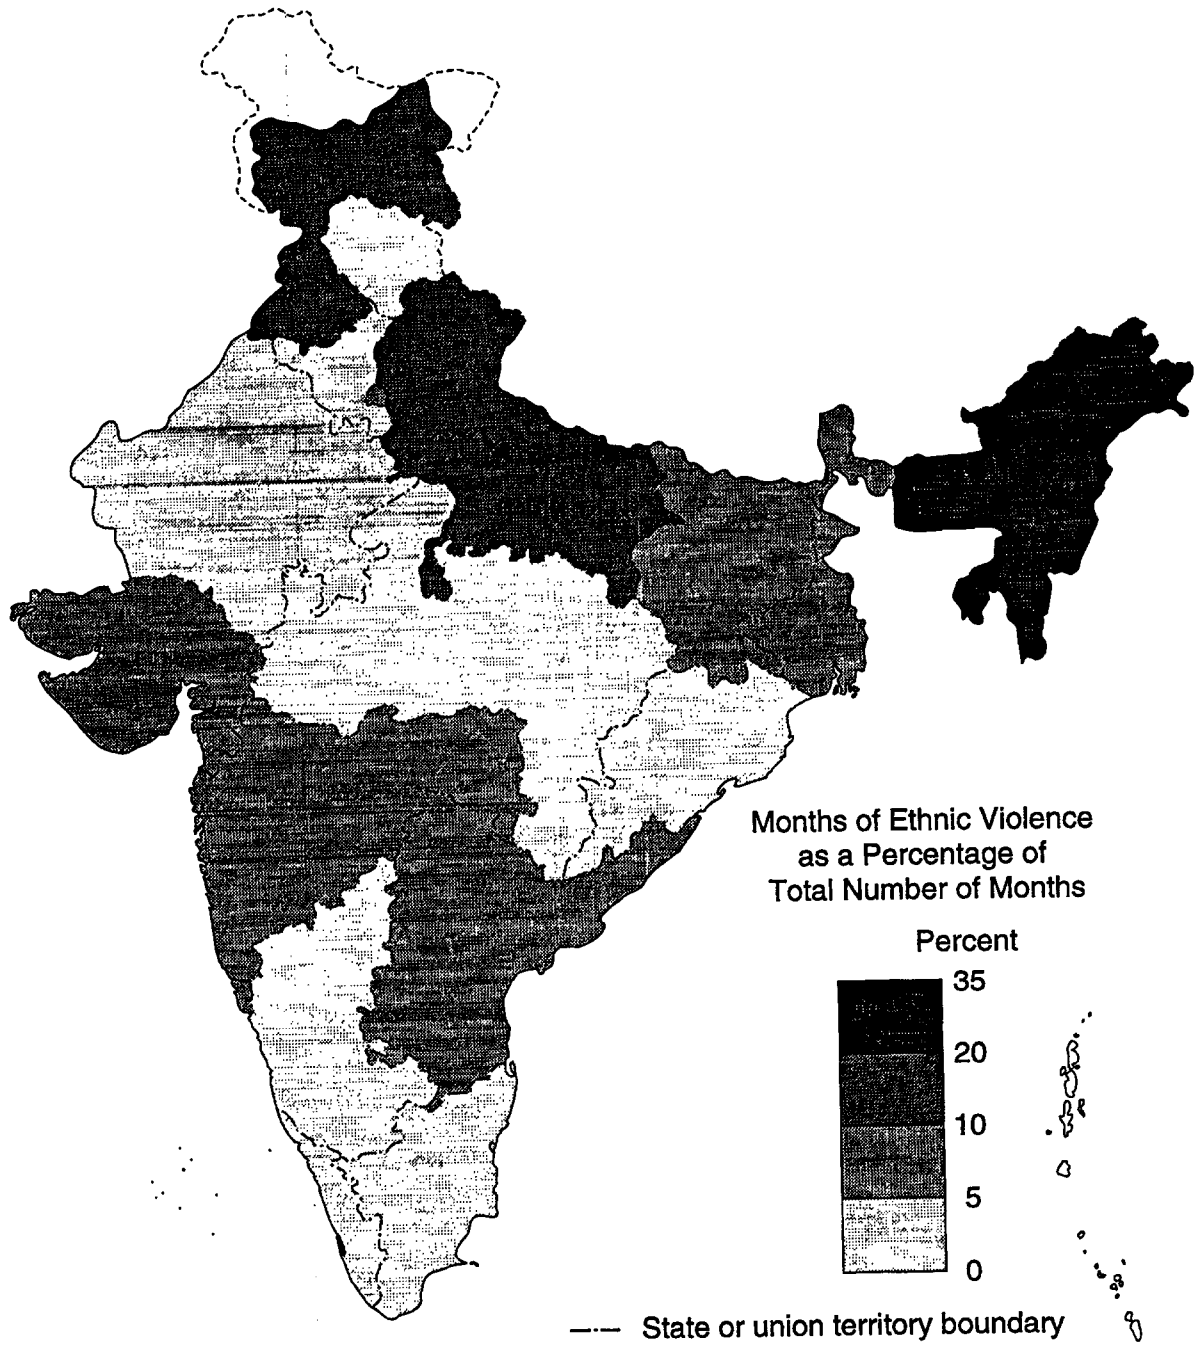 Months of Ethnic Violence
as a Percentage of
Total Number of Months
Percent
35
20
10
5
0
State or union territory boundary